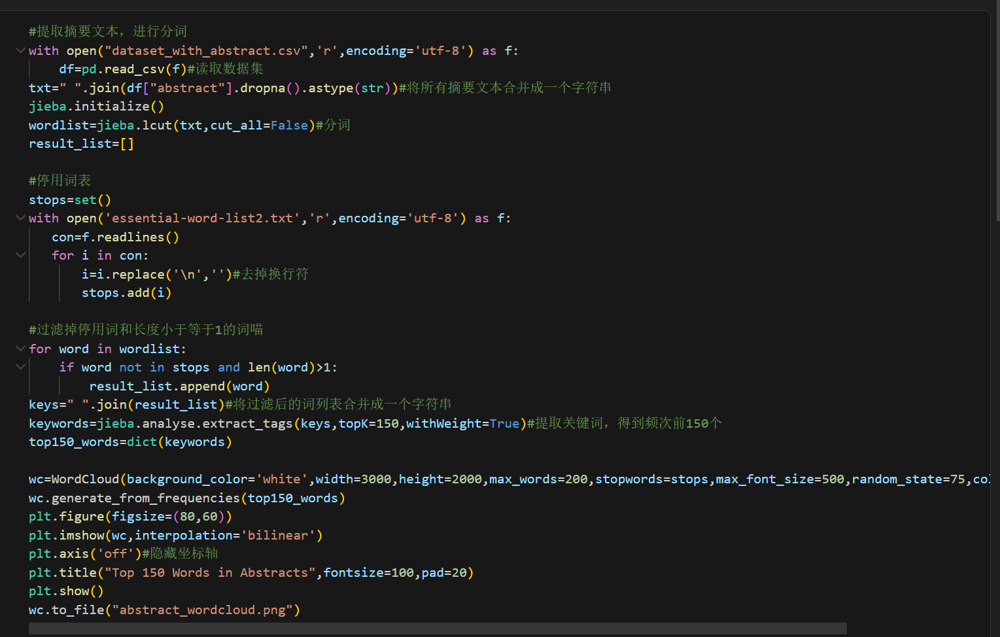 #提取摘要文本，进行分词
with open("dataset_with_abstract.csv",'r',encoding='utf-8') as f:
    df=pd.read_csv(f)#读取数据集
txt=" ".join(df["abstract"].dropna().astype(str))#将所有摘要文本合并成一个字符串
jieba.initialize()
wordlist=jieba.lcut(txt,cut_all=False)#分词
result_list=[]

#停用词表
stops=set()
with open('essential-word-list2.txt','r',encoding='utf-8') as f:
   con=f.readlines()
   for i in con:
       i=i.replace('\n','')#去掉换行符
       stops.add(i)

#过滤掉停用词和长度小于等于1的词喵
for word in wordlist:
    if word not in stops and len(word)>1:
        result_list.append(word)
keys=" ".join(result_list)#将过滤后的词列表合并成一个字符串
keywords=jieba.analyse.extract_tags(keys,topK=150,withWeight=True)#提取关键词，得到频次前150个
top150_words=dict(keywords)

wc=WordCloud(background_color='white',width=3000,height=2000,max_words=200,stopwords=stops,max_font_size=500,random_state=75,col
wc.generate_from_frequencies(top150_words)
plt.figure(figsize=(80,60))
plt.imshow(wc,interpolation='bilinear')
plt.axis('off')#隐藏坐标轴
plt.title("Top 150 Words in Abstracts",fontsize=100,pad=20)
plt.show()
wc.to_file("abstract_wordcloud.png")